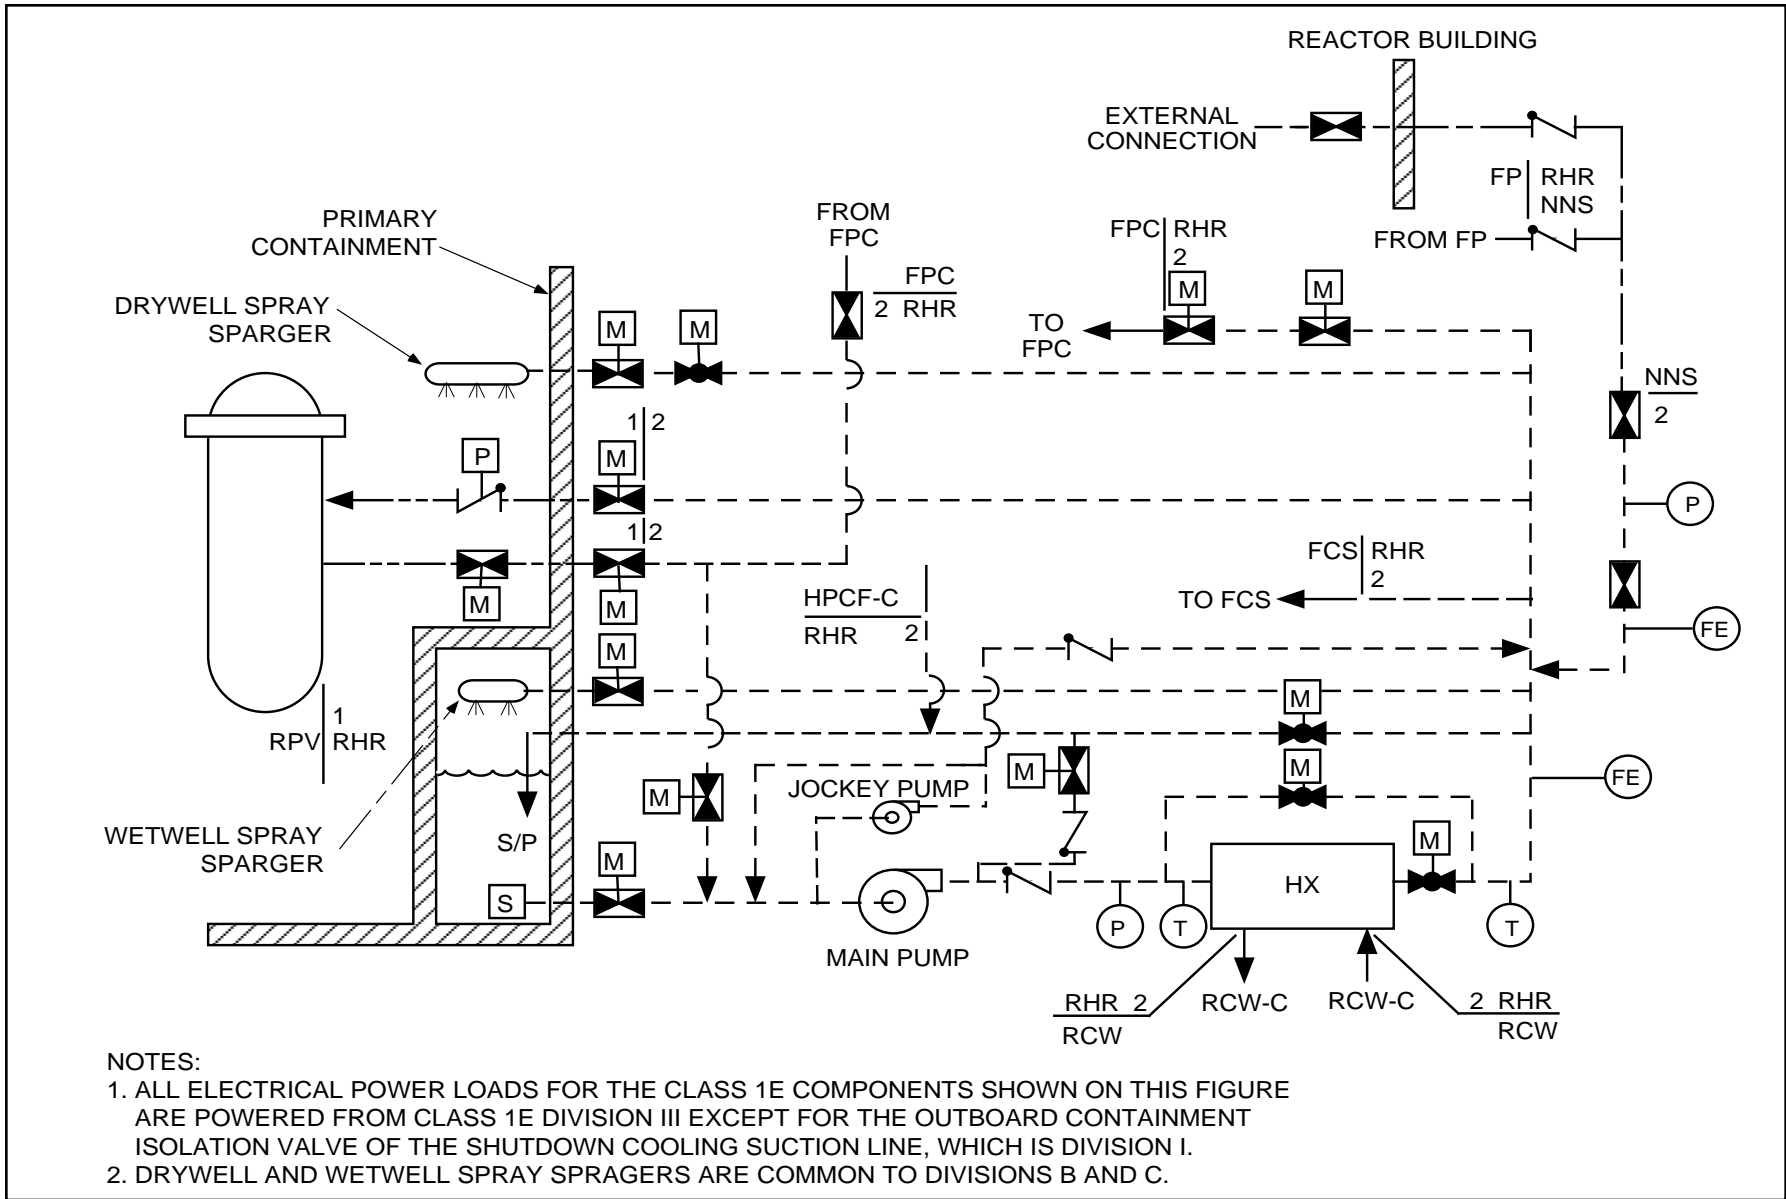 REACTOR BUILDING
EXTERNAL
CONNECTION
FP RHR
NNS
FROM FP
PRIMARY
CONTAINMENT
FROM
FPC
FPC RHR
2
FPC
2 RHR
DRYWELL SPRAY
SPARGER
M
M
M
M
TO
FPC
NNS
2
1 2
M
P
P
1 2
M
M
FCS RHR
2
TO FCS
HPCF-C
RHR 2
FE
M
M
1
RPV RHR
M
M
M
FE
JOCKEY PUMP
WETWELL SPRAY
SPARGER
S/P
M
M
HX
S
P
T
T
MAIN PUMP
RHR 2
RCW
RCW-C
RCW-C
2 RHR
RCW
NOTES:
1. ALL ELECTRICAL POWER LOADS FOR THE CLASS 1E COMPONENTS SHOWN ON THIS FIGURE
ARE POWERED FROM CLASS 1E DIVISION III EXCEPT FOR THE OUTBOARD CONTAINMENT
ISOLATION VALVE OF THE SHUTDOWN COOLING SUCTION LINE, WHICH IS DIVISION I.
2. DRYWELL AND WETWELL SPRAY SPRAGERS ARE COMMON TO DIVISIONS B AND C.